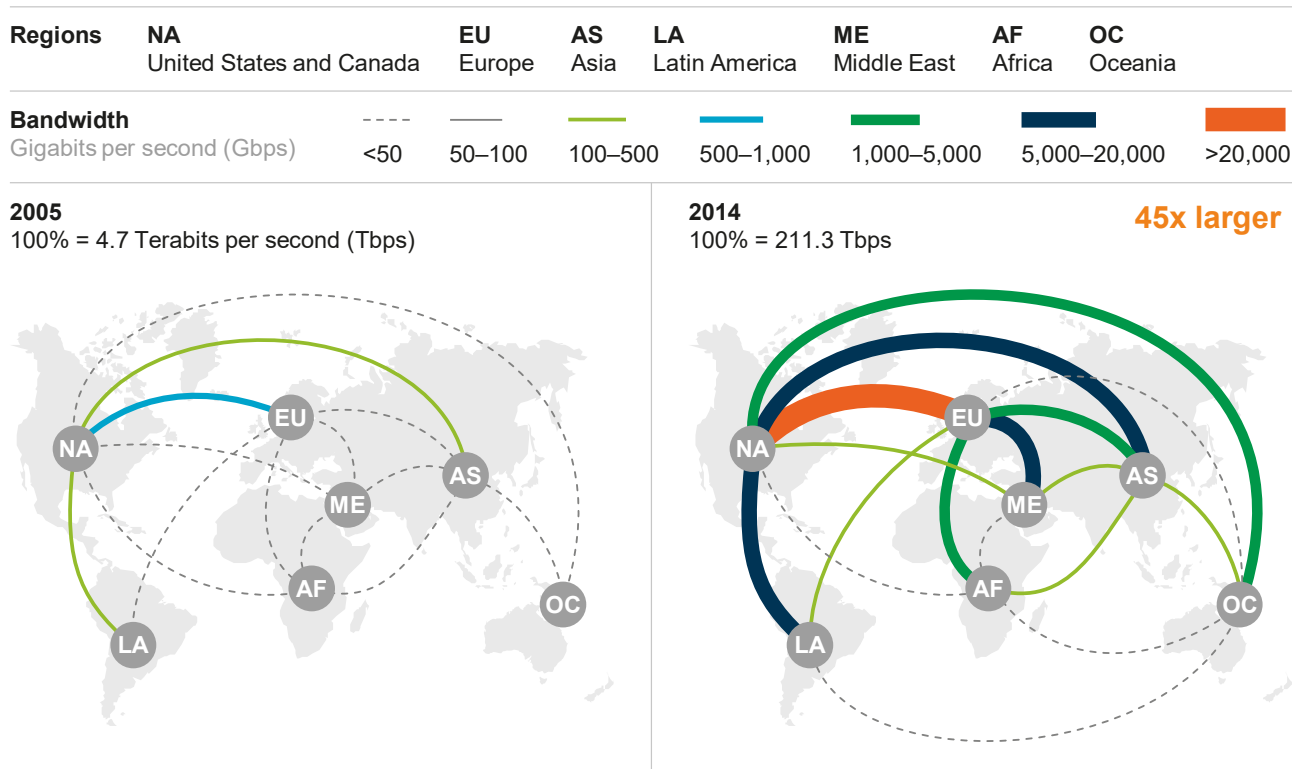 Regions
NA
United States and Canada
EU
Europe
AS
Asia
LA
Latin America
ME
Middle East
AF
Africa
OC
Oceania
Bandwidth
Gigabits per second (Gbps)
<50
50–100
100–500
500–1,000
1,000–5,000
5,000–20,000
>20,000
2005
100% = 4.7 Terabits per second (Tbps)
NA
EU
AS
ME
AF
OC
LA
2014
100% = 211.3 Tbps
45x larger
NA
EU
AS
ME
AF
OC
LA